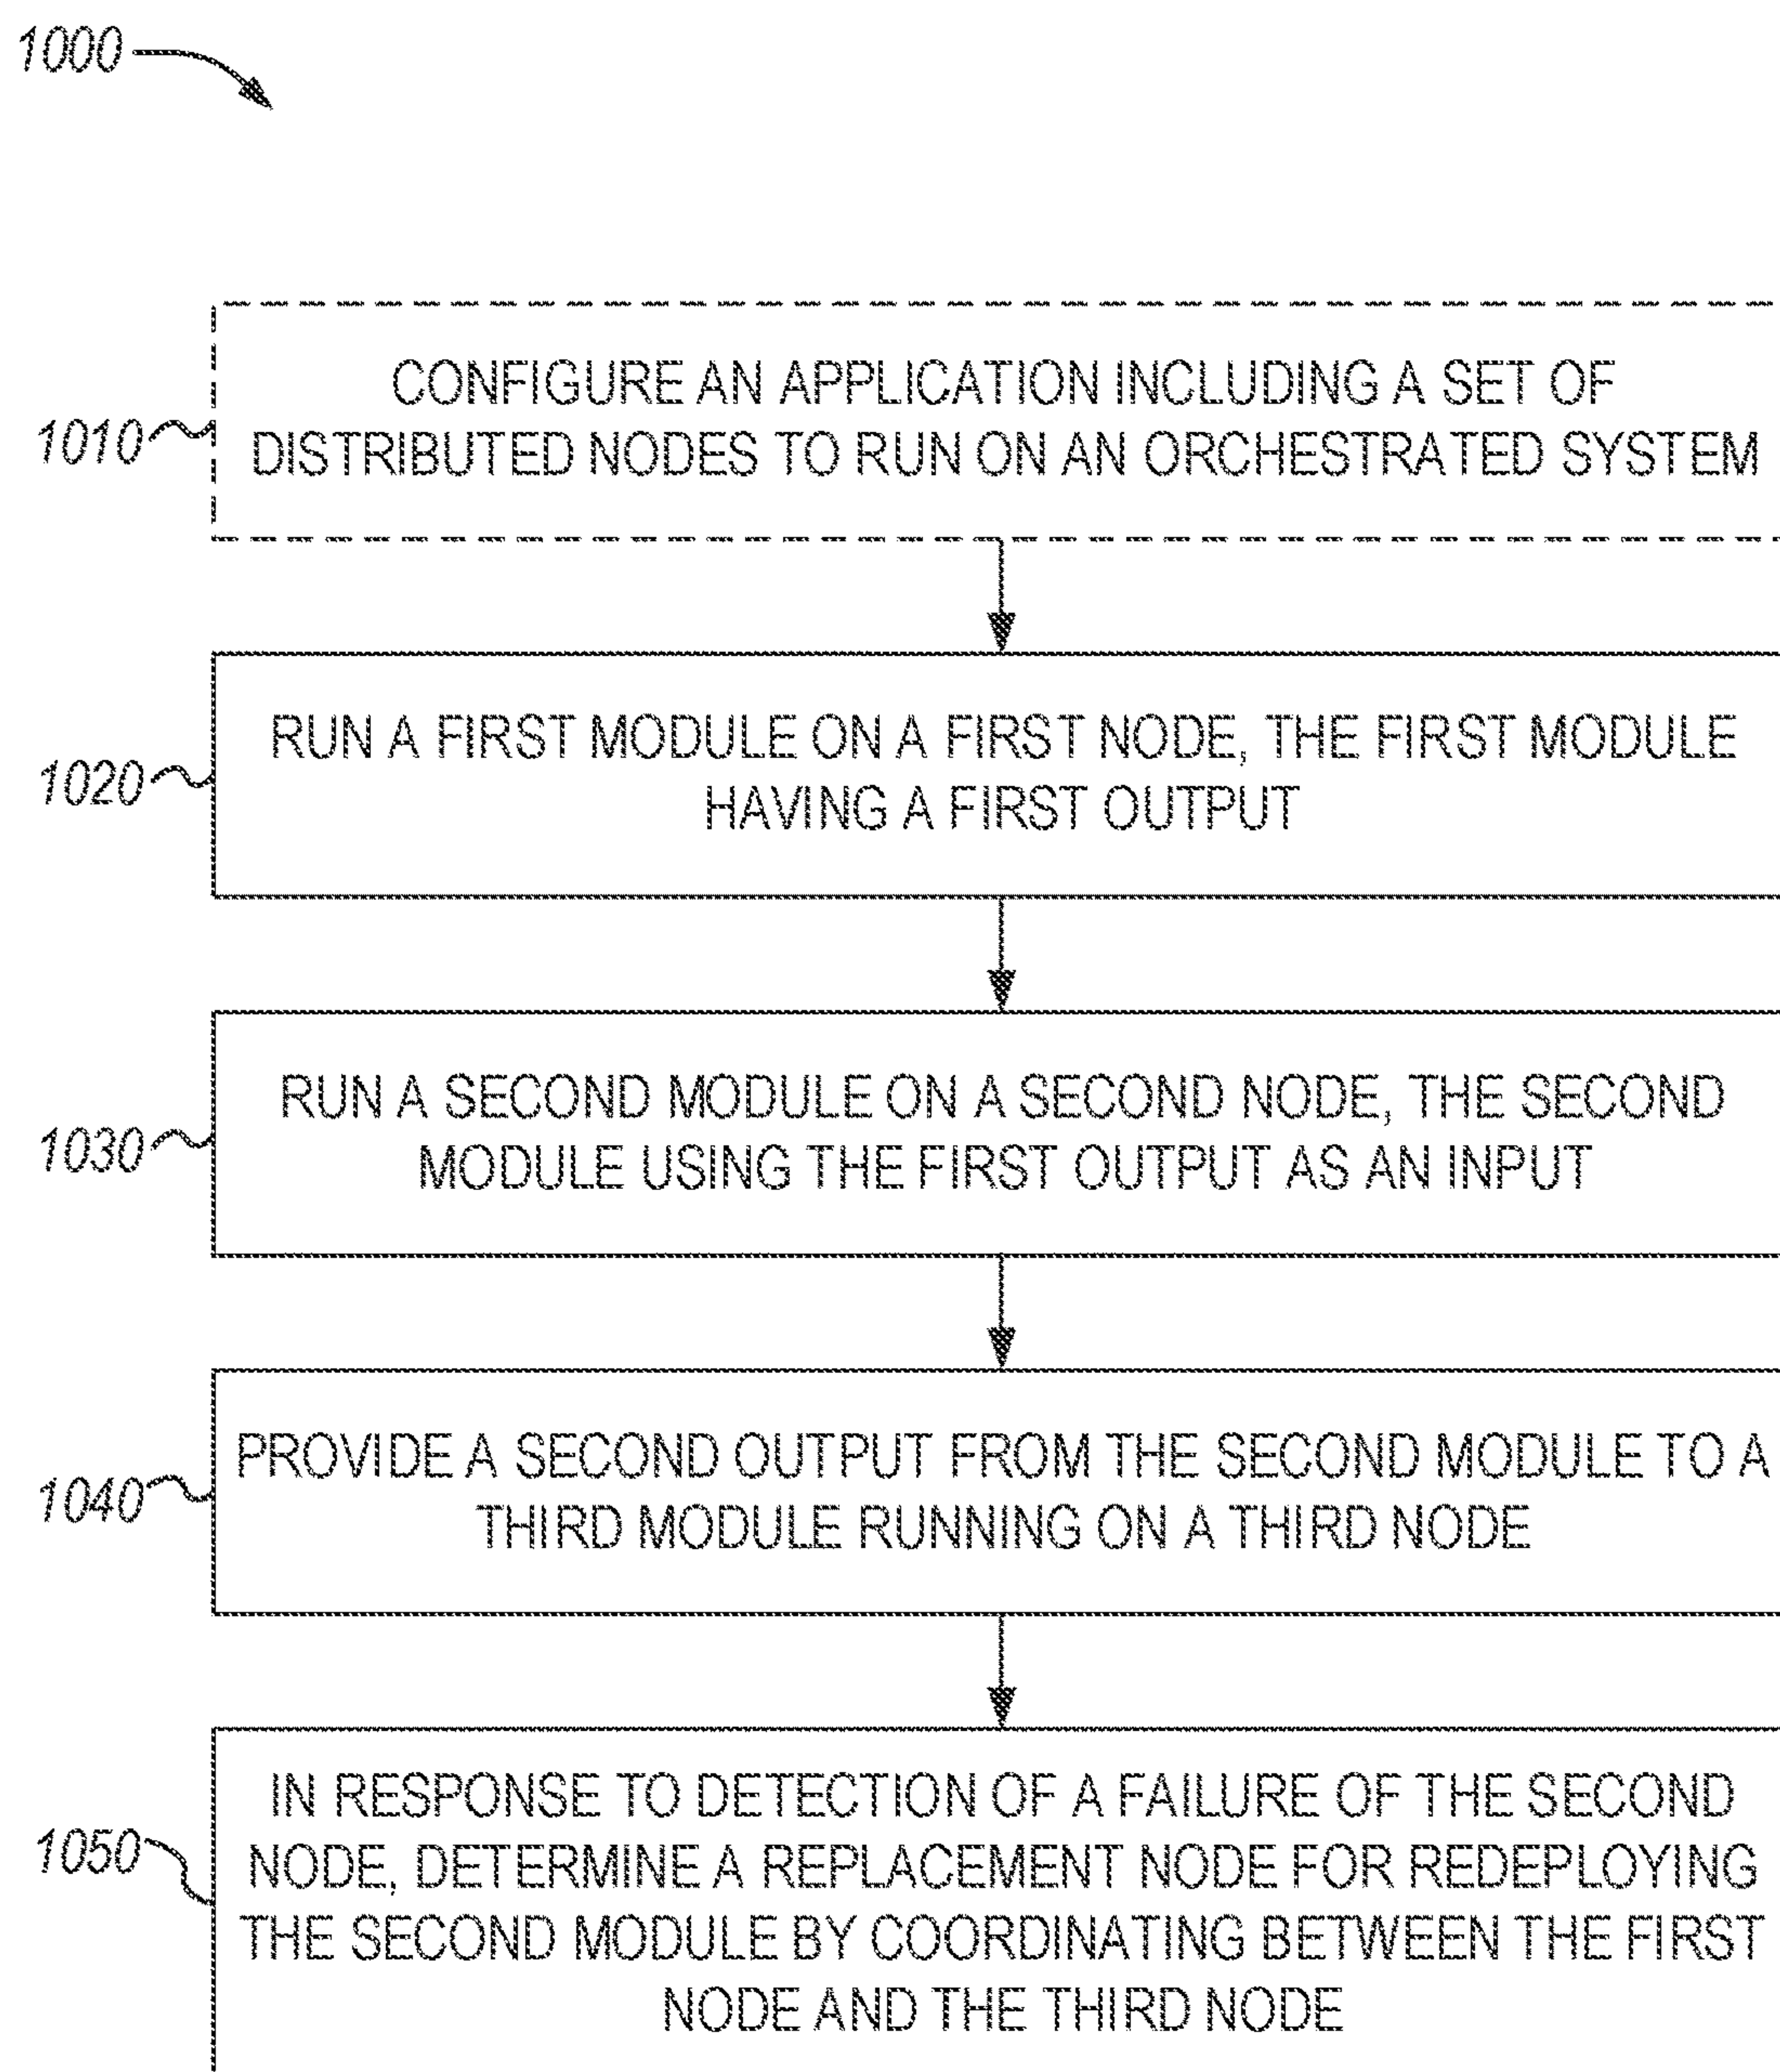 1000
1010
CONFIGURE AN APPLICATION INCLUDING A SET OF
DISTRIBUTED NODES TO RUN ON AN ORCHESTRATED SYSTEM
1020
RUN A FIRST MODULE ON A FIRST NODE, THE FIRST MODULE
HAVING A FIRST OUTPUT
1030
RUN A SECOND MODULE ON A SECOND NODE, THE SECOND
MODULE USING THE FIRST OUTPUT AS AN INPUT
1040
PROVIDE A SECOND OUTPUT FROM THE SECOND MODULE TO A
THIRD MODULE RUNNING ON A THIRD NODE
1050
IN RESPONSE TO DETECTION OF A FAILURE OF THE SECOND
NODE, DETERMINE A REPLACEMENT NODE FOR REDEPLOYING
THE SECOND MODULE BY COORDINATING BETWEEN THE FIRST
NODE AND THE THIRD NODE